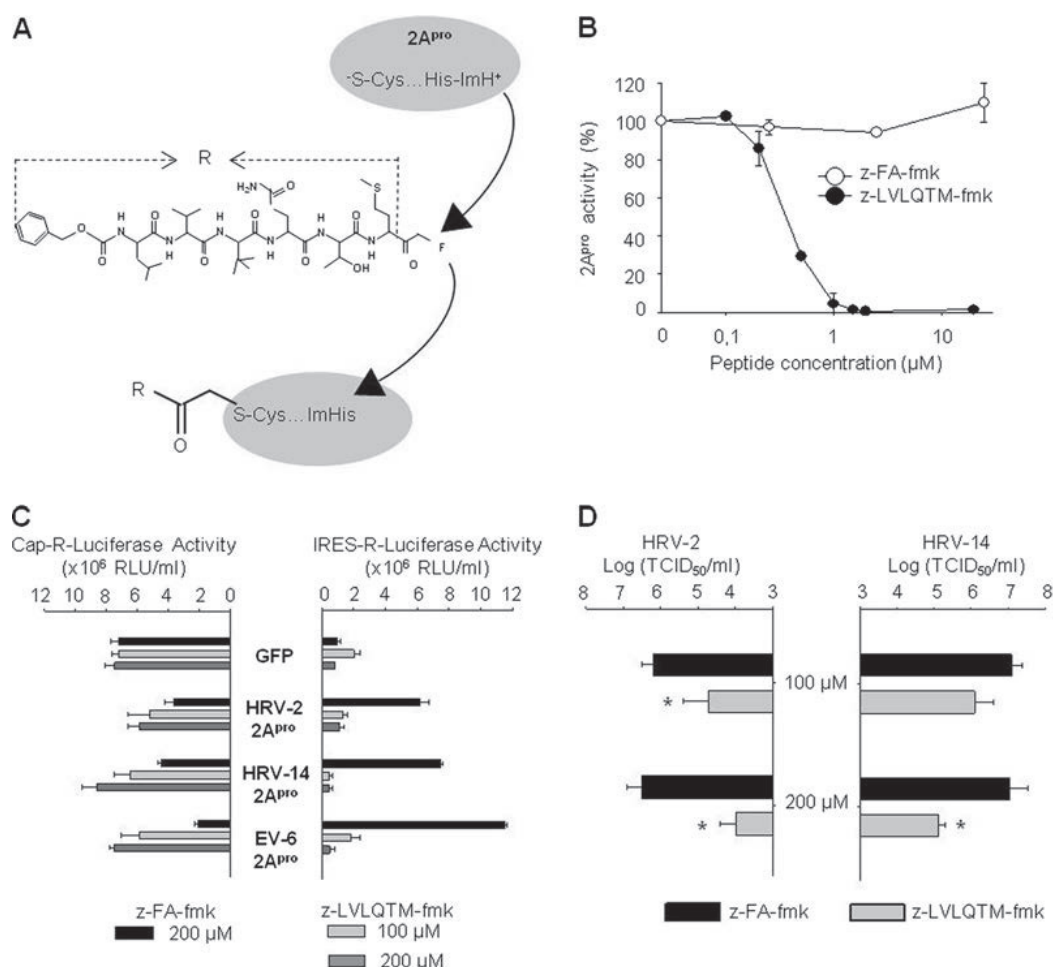 A
2Apro
-S-Cys...His-ImH+
R
H2N O
S
O N H O N H O N H O
O N H O N H OH O N H O F
R
O
S-Cys...ImHis
B
2Apro activity (%)
120
100
80
60
40
20
0
z-FA-fmk
z-LVLQTM-fmk
0 0,1 1 10
Peptide concentration (µM)
C
Cap-R-Luciferase Activity
(x10⁶ RLU/ml)
12 10 8 6 4 2 0
IRES-R-Luciferase Activity
(x10⁶ RLU/ml)
0 2 4 6 8 10 12
GFP
HRV-2
2Apro
HRV-14
2Apro
EV-6
2Apro
z-FA-fmk
200 µM
z-LVLQTM-fmk
100 µM
200 µM
D
HRV-2
Log (TCID50/ml)
8 7 6 5 4 3
HRV-14
Log (TCID50/ml)
3 4 5 6 7 8
100 µM
*
200 µM
* *
z-FA-fmk
z-LVLQTM-fmk